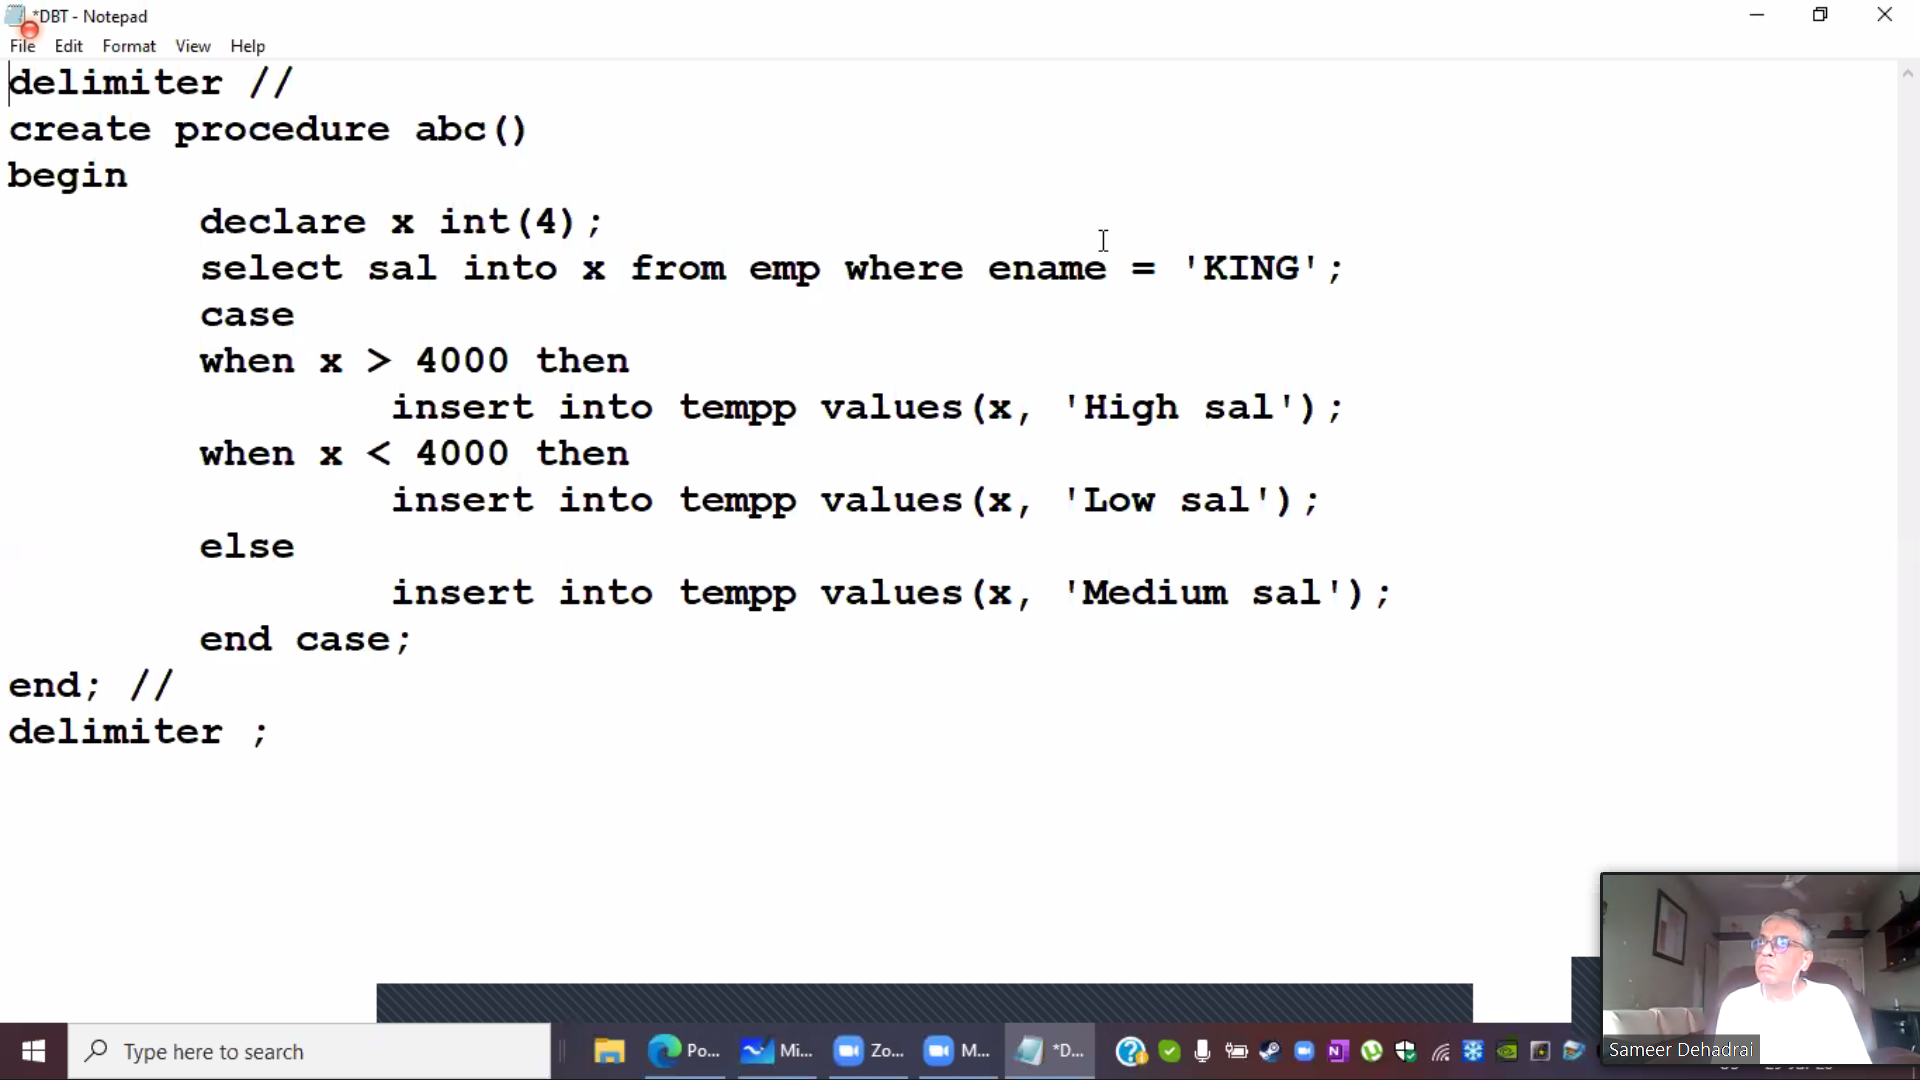 *DBT - Notepad
File Edit Format View Help
delimiter //
create procedure abc()
begin
declare x int(4);
select sal into x from emp where ename = 'KING';
case
when x > 4000 then
insert into tempp values(x, 'High sal');
when x < 4000 then
insert into tempp values(x, 'Low sal');
else
insert into tempp values(x, 'Medium sal');
end case;
end; //
delimiter ;
Type here to search
Po...
Mi...
Zo...
M...
*D...
Sameer Dehadrai